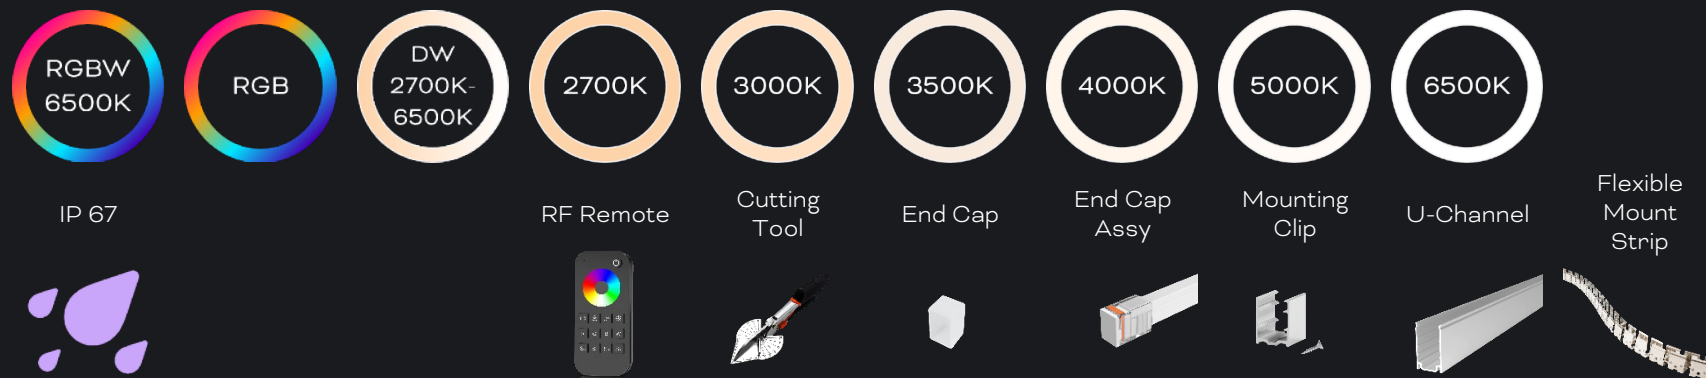 RGBW
6500K
RGB
DW
2700K-
6500K
2700K
3000K
3500K
4000K
5000K
6500K
IP 67
RF Remote
Cutting
Tool
End Cap
End Cap
Assy
Mounting
Clip
U-Channel
Flexible
Mount
Strip